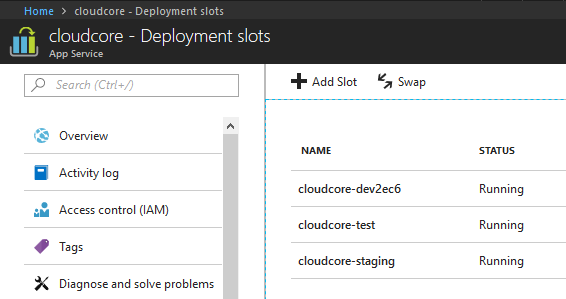 Home > cloudcore - Deployment slots
cloudcore - Deployment slots
App Service
Search (Ctrl+/)
Overview
Activity log
Access control (IAM)
Tags
Diagnose and solve problems
Add Slot Swap
NAME STATUS
cloudcore-dev2ec6 Running
cloudcore-test Running
cloudcore-staging Running